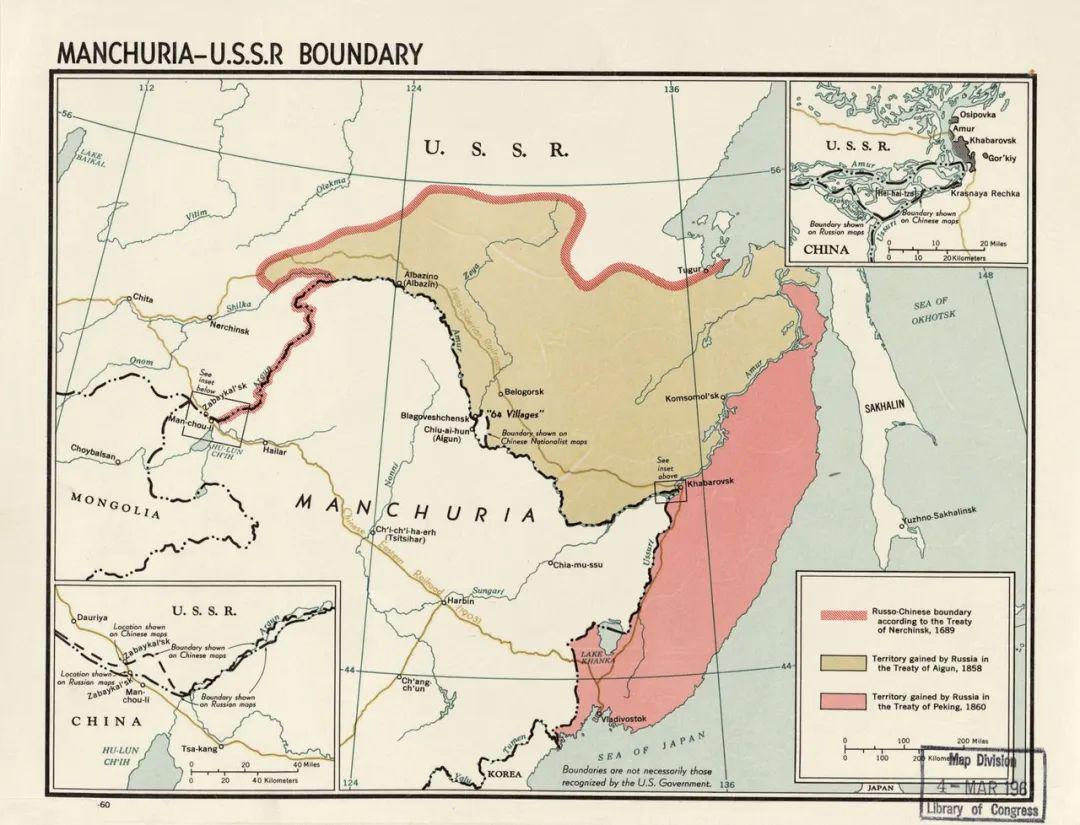 MANCHURIA–U.S.S.R BOUNDARY
112
124
136
56
LAKE
BAIKAL
Vitim
Olekma
U. S. S. R.
56
Tugur
Zeya
Albazino
(Albazin)
Chita
Shilka
Nerchinsk
Onom
See
inset
below
Zabaykal'sk
Argun
Man-chou-li
HU-LUN
CH'IH
Hailar
Choybalsan
MONGOLIA
Amur
Belogorsk
Blagoveshchensk
"64 Villages"
Chiu-ai-hun
(Aigun)
Boundary shown on
Chinese Nationalist maps
Komsomol'sk
Amur
See
inset
above
Khabarovsk
Nonni
MANCHURIA
Chinese Eastern Railroad (1903)
Ch'i-ch'i-ha-erh
(Tsitsihar)
Chia-mu-ssu
Sungari
Harbin
Ussuri
LAKE
KHANKA
44
44
Ch'ang-
ch'un
Vladivostok
Tumen
Yalu
KOREA
SEA OF JAPAN
Boundaries are not necessarily those
recognized by the U.S. Government.
124
136
148
SEA OF
OKHOTSK
SAKHALIN
Yuzhno-Sakhalinsk
JAPAN
Osipovka
Amur
Khabarovsk
Gor'kiy
U. S. S. R.
Amur
Hei-hai-tzu
Krasnaya Rechka
Boundary shown
on Chinese maps
Boundary shown
on Russian maps
Ussuri
CHINA
0 10 20 Miles
0 10 20 Kilometers
Dauriya
U. S. S. R.
Location shown
on Chinese maps
Zabaykal'sk
Boundary shown
on Chinese maps
Argun
Location shown
on Russian maps
Zabaykal'sk
Man-
chou-li
Boundary shown
on Russian maps
CHINA
HU-LUN
CH'IH
Tsa-kang
0 20 40 Miles
0 20 40 Kilometers
Russo-Chinese boundary
according to the Treaty
of Nerchinsk, 1689
Territory gained by Russia in
the Treaty of Aigun, 1858
Territory gained by Russia in
the Treaty of Peking, 1860
0 100 200 Miles
0 100 200 Kilometers
Map Division
4 – MAR 196
Library of Congress
-60